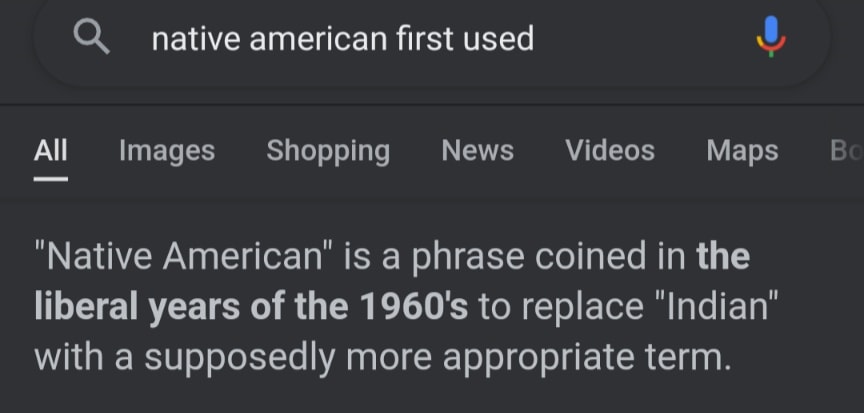 native american first used
All Images Shopping News Videos Maps
"Native American" is a phrase coined in the
liberal years of the 1960's to replace "Indian"
with a supposedly more appropriate term.